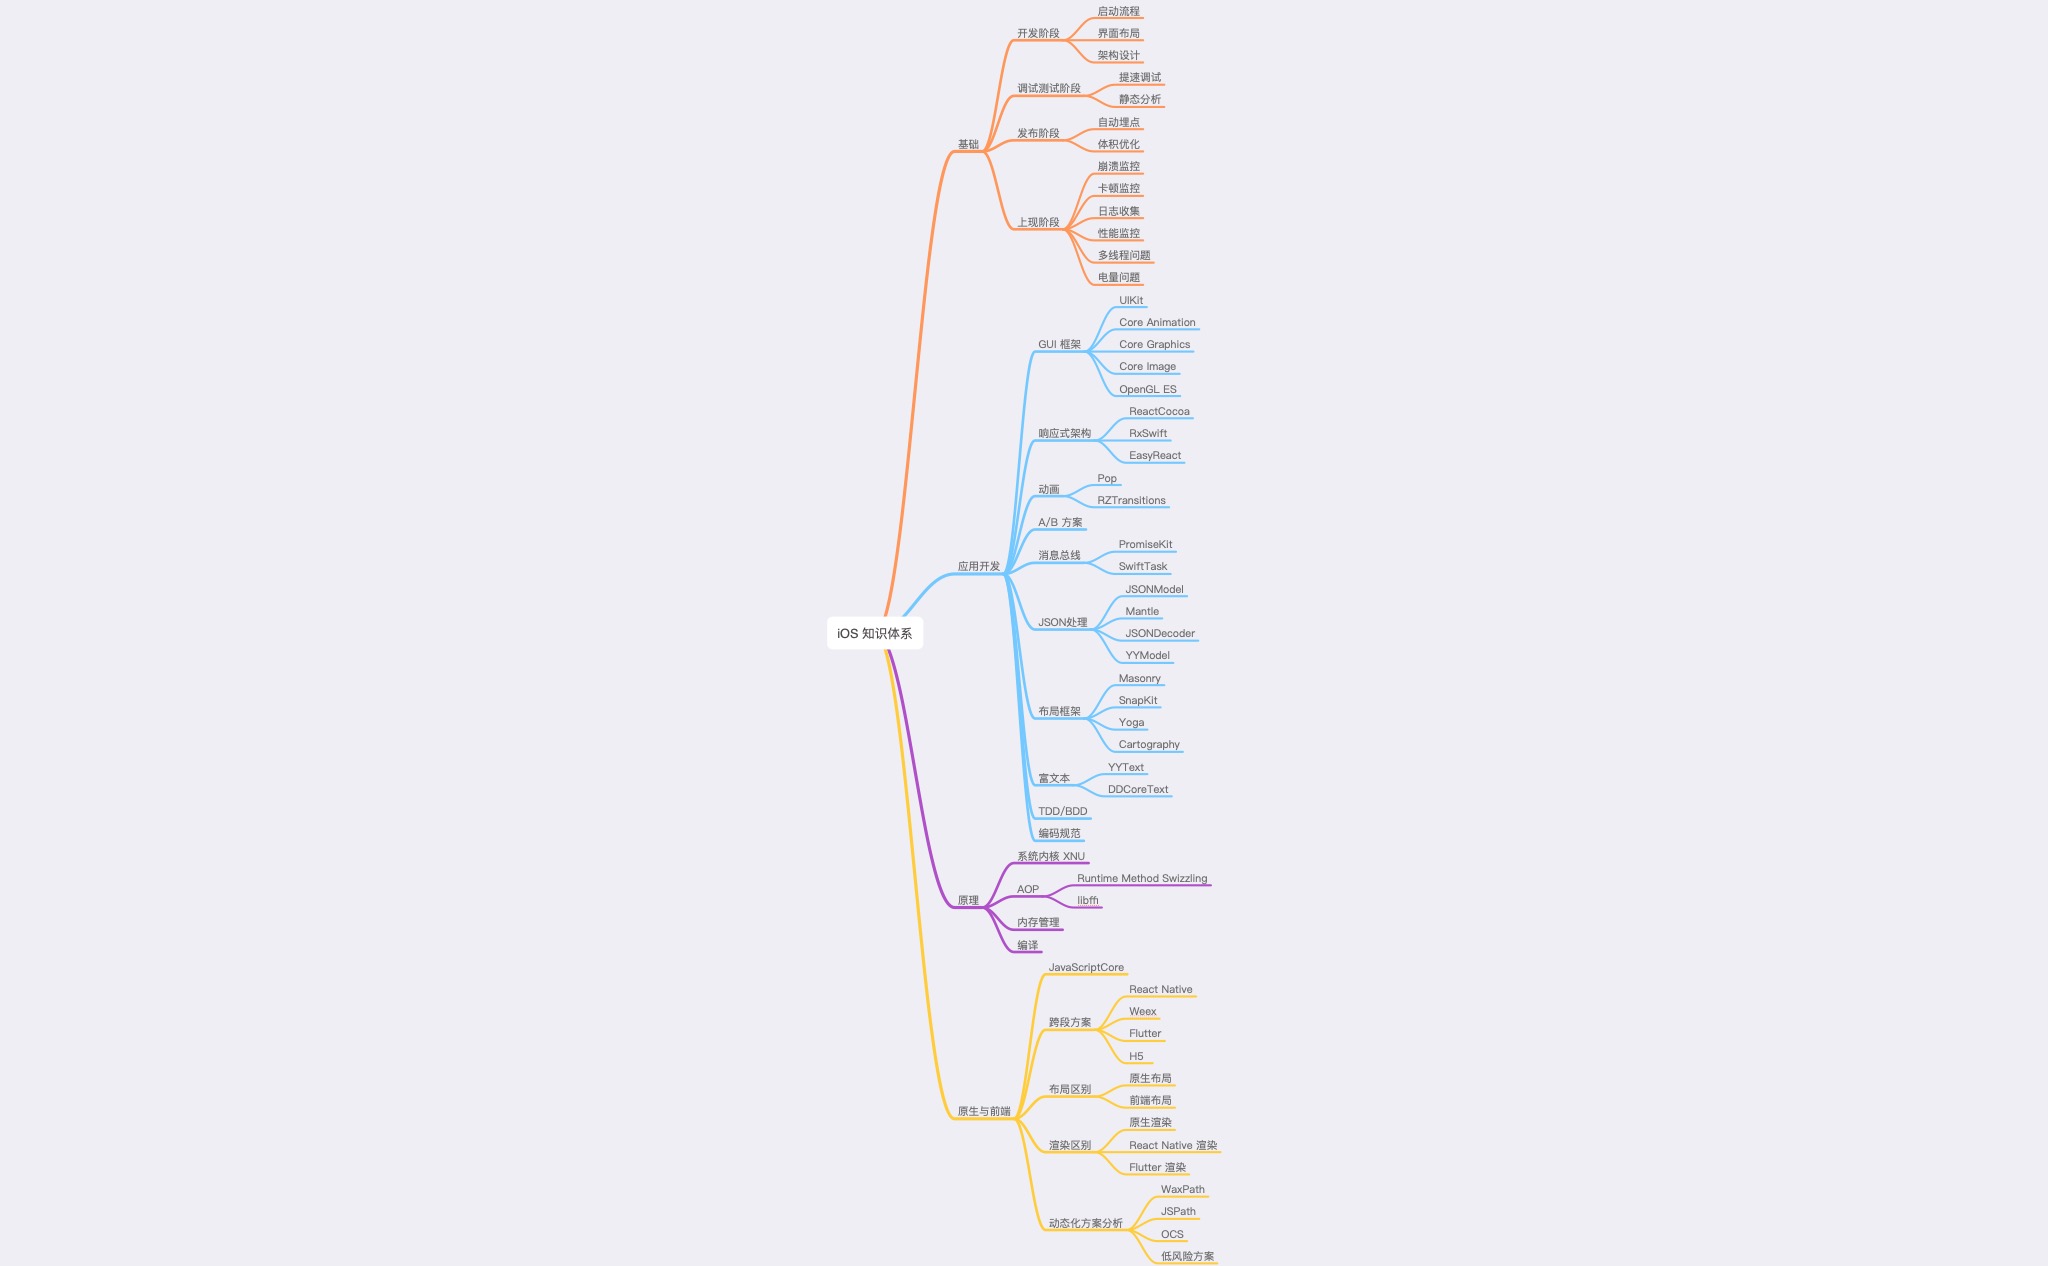 iOS 知识体系
基础
开发阶段
启动流程
界面布局
架构设计
调试测试阶段
提速调试
静态分析
发布阶段
自动埋点
体积优化
上现阶段
崩溃监控
卡顿监控
日志收集
性能监控
多线程问题
电量问题
应用开发
GUI 框架
UIKit
Core Animation
Core Graphics
Core Image
OpenGL ES
响应式架构
ReactCocoa
RxSwift
EasyReact
动画
Pop
RZTransitions
A/B 方案
消息总线
PromiseKit
SwiftTask
JSON处理
JSONModel
Mantle
JSONDecoder
YYModel
布局框架
Masonry
SnapKit
Yoga
Cartography
富文本
YYText
DDCoreText
TDD/BDD
编码规范
原理
系统内核 XNU
AOP
Runtime Method Swizzling
libffi
内存管理
编译
原生与前端
JavaScriptCore
跨段方案
React Native
Weex
Flutter
H5
布局区别
原生布局
前端布局
渲染区别
原生渲染
React Native 渲染
Flutter 渲染
动态化方案分析
WaxPath
JSPath
OCS
低风险方案